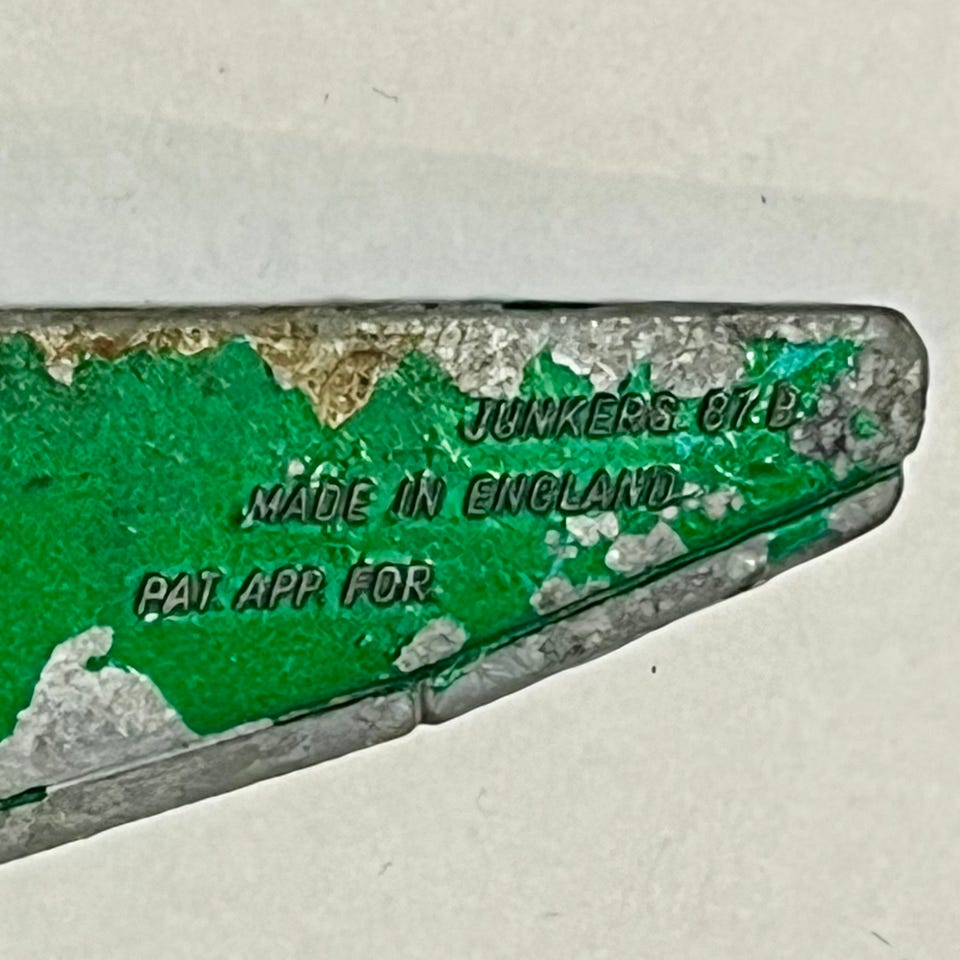 JUNKERS 87 B
MADE IN ENGLAND
PAT. APP. FOR